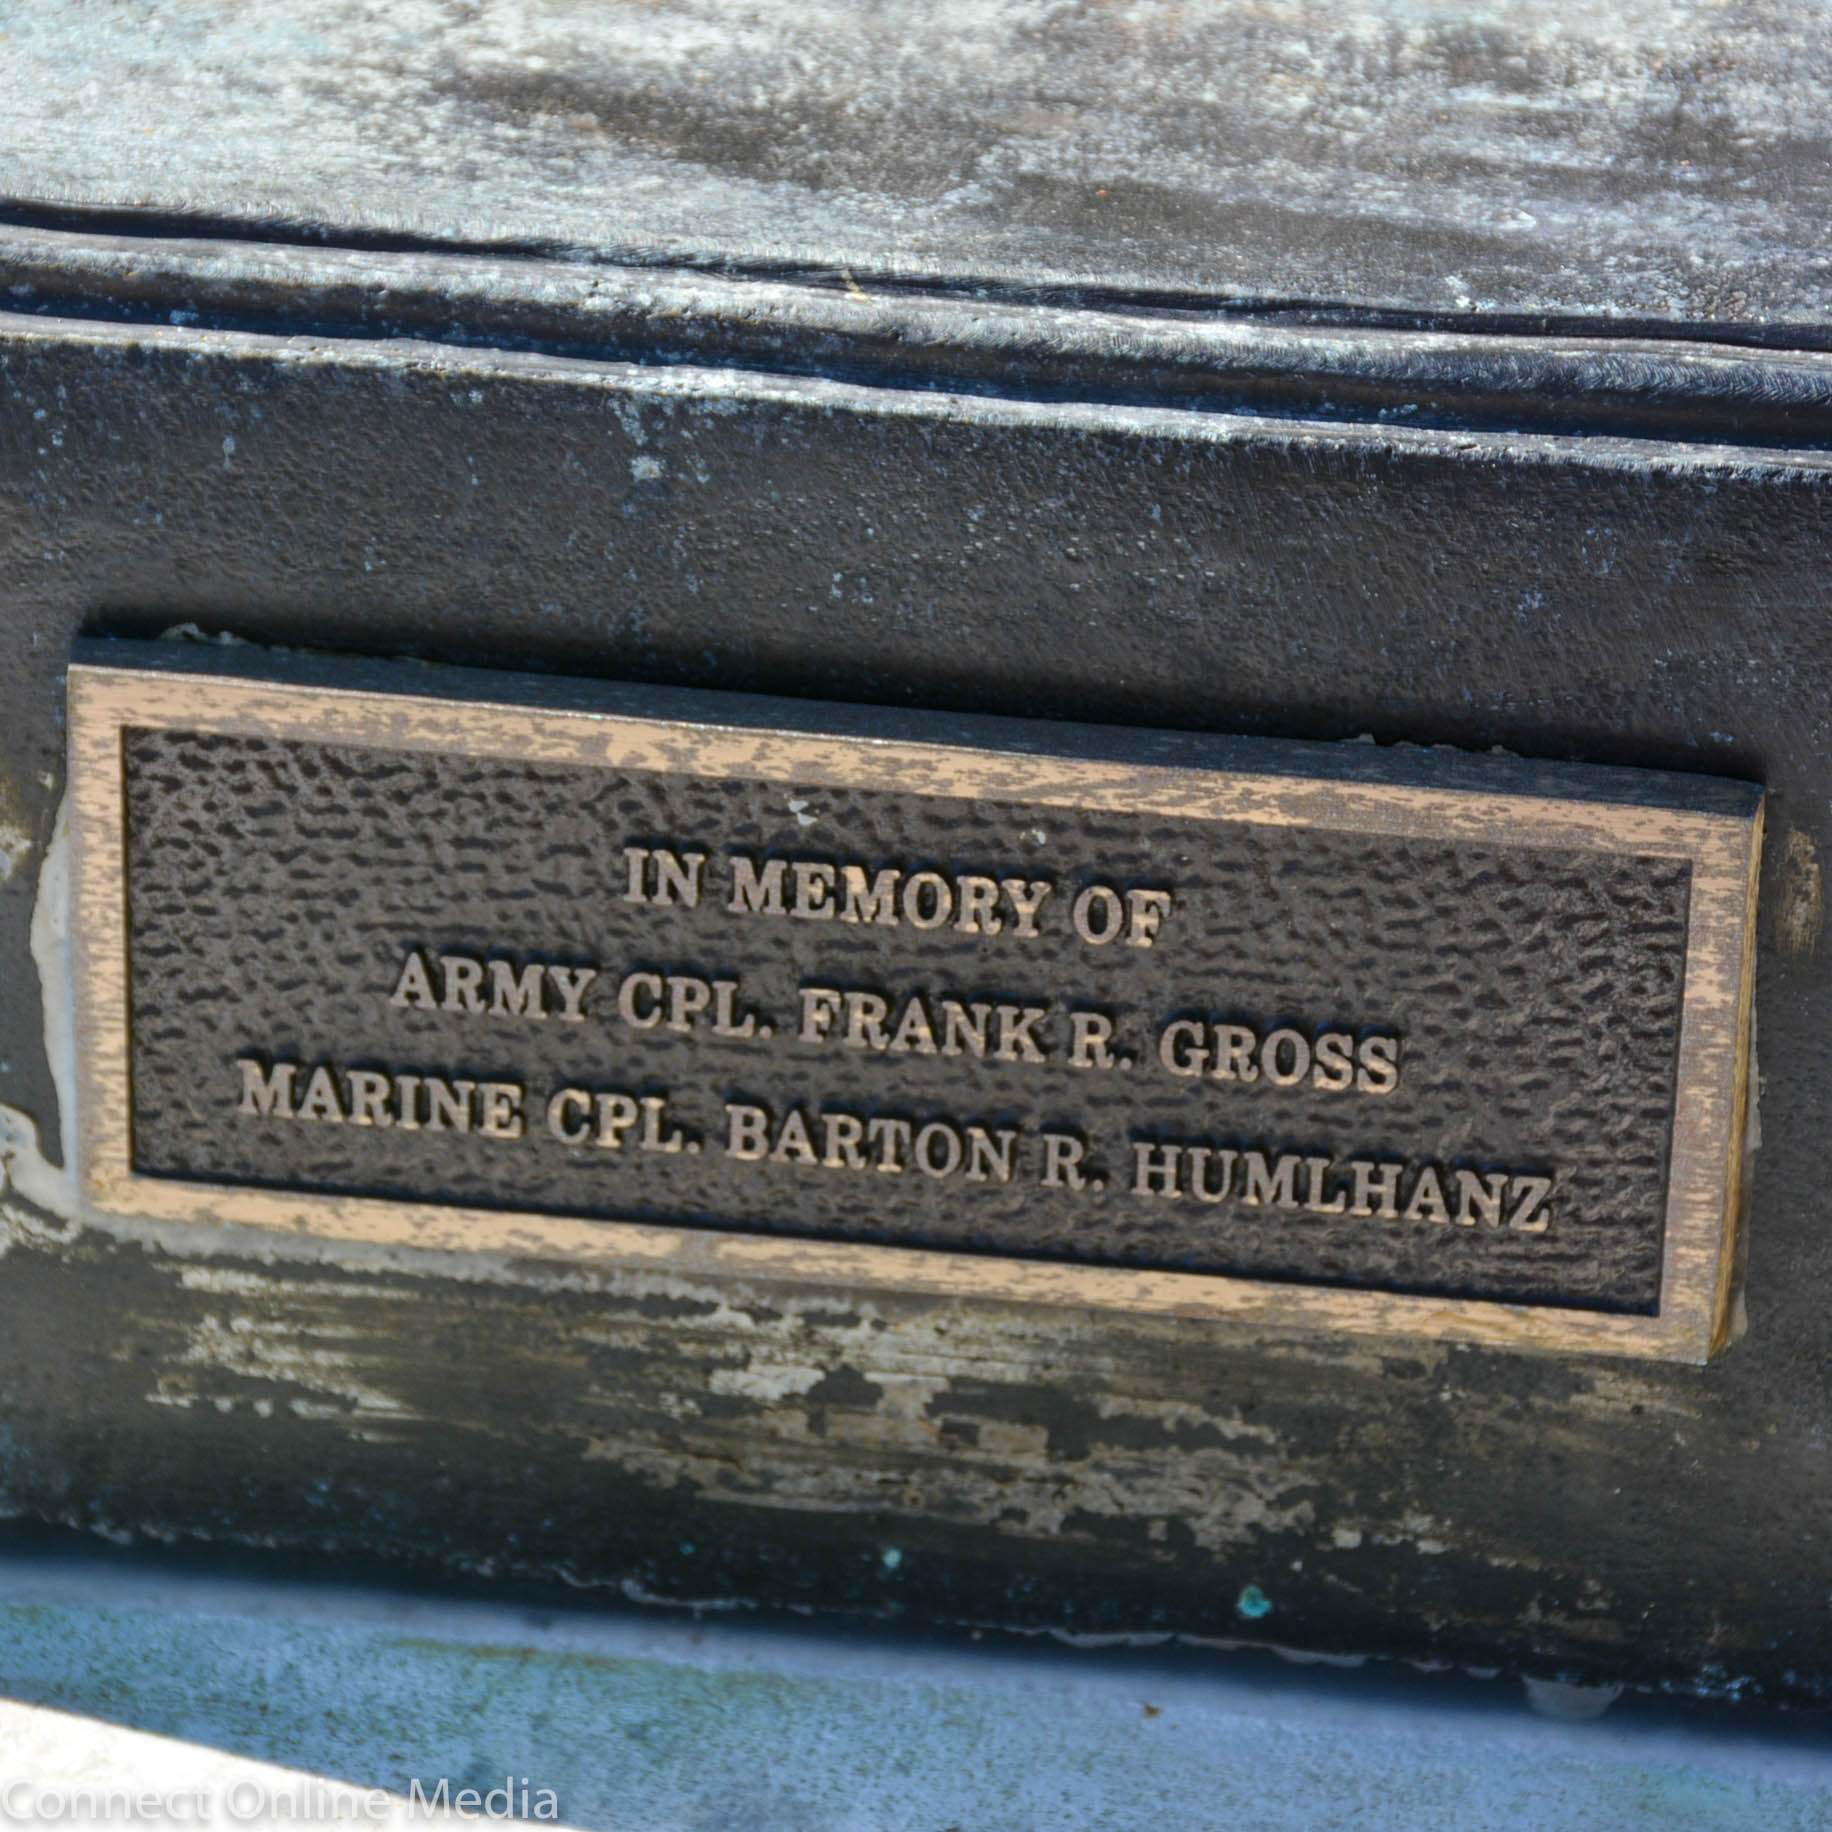 IN MEMORY OF
ARMY CPL. FRANK R. GROSS
MARINE CPL. BARTON R. HUMLHANZ
Connect Online Media